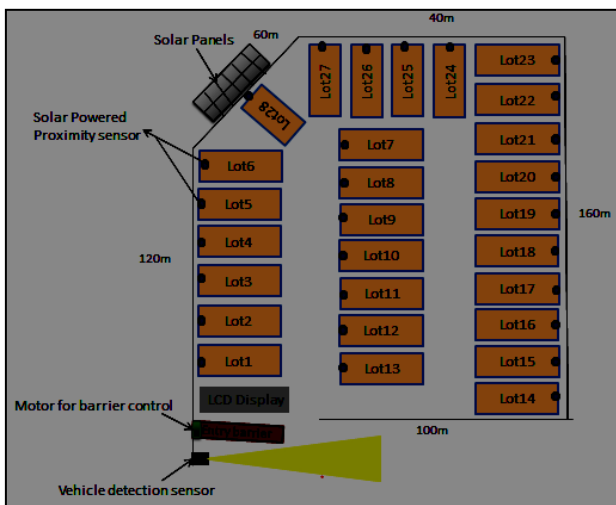 40m
60m
Solar Panels
Lot27
Lot26
Lot25
Lot24
Lot23
Lot22
Lot28
Solar Powered
Proximity sensor
Lot7
Lot21
Lot6
Lot8
Lot20
Lot5
Lot9
Lot19
160m
Lot4
Lot10
Lot18
120m
Lot3
Lot11
Lot17
Lot2
Lot12
Lot16
Lot1
Lot13
Lot15
LCD Display
Lot14
Motor for barrier control
100m
Vehicle detection sensor